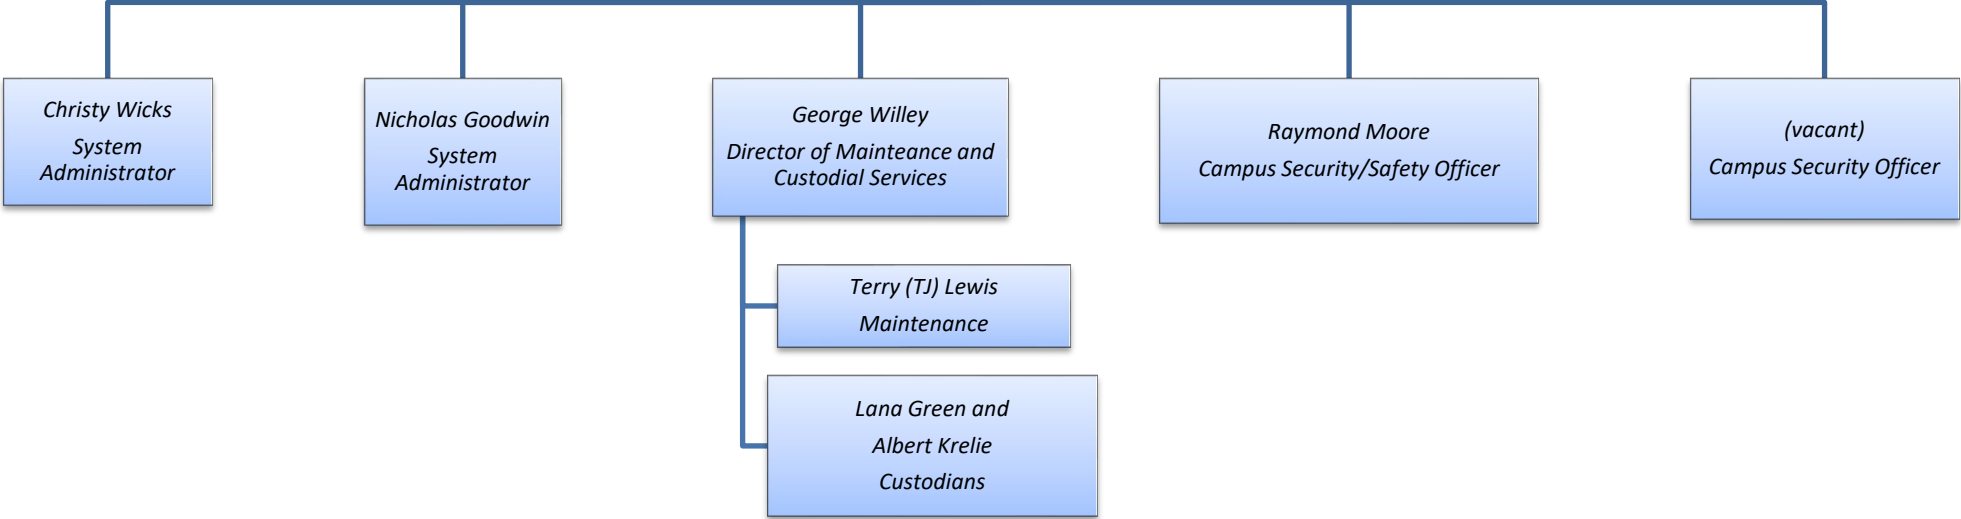 Christy Wicks
System
Administrator
Nicholas Goodwin
System
Administrator
George Willey
Director of Mainteance and
Custodial Services
Raymond Moore
Campus Security/Safety Officer
(vacant)
Campus Security Officer
Terry (TJ) Lewis
Maintenance
Lana Green and
Albert Krelie
Custodians